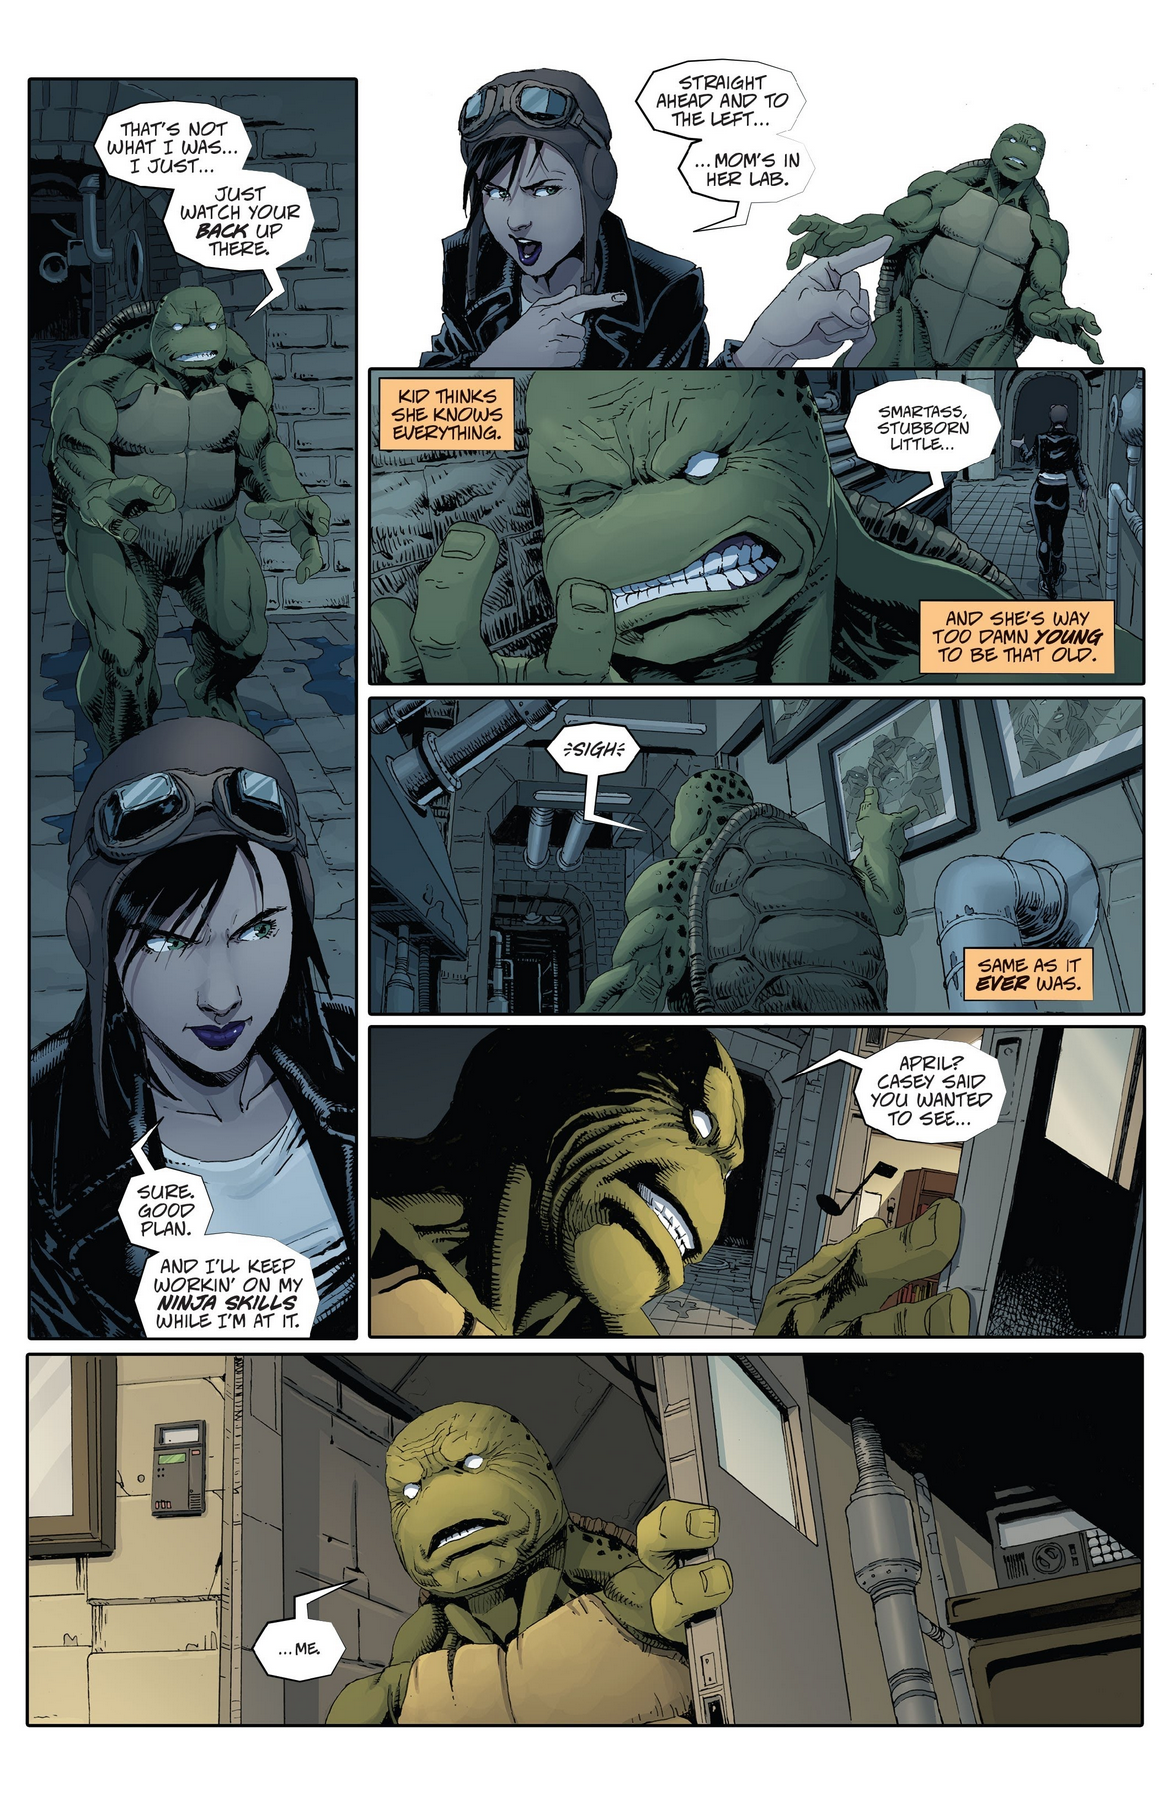 THAT'S NOT
WHAT I WAS...
I JUST...
JUST
WATCH YOUR
BACK UP
THERE.
SURE.
GOOD
PLAN.
AND I'LL KEEP
WORKIN' ON MY
NINJA SKILLS
WHILE I'M AT IT.
STRAIGHT
AHEAD AND TO
THE LEFT...
...MOM'S IN
HER LAB.
KID THINKS
SHE KNOWS
EVERYTHING.
SMARTASS,
STUBBORN
LITTLE...
AND SHE'S WAY
TOO DAMN YOUNG
TO BE THAT OLD.
SIGH
SAME AS IT
EVER WAS.
APRIL?
CASEY SAID
YOU WANTED
TO SEE...
...ME.